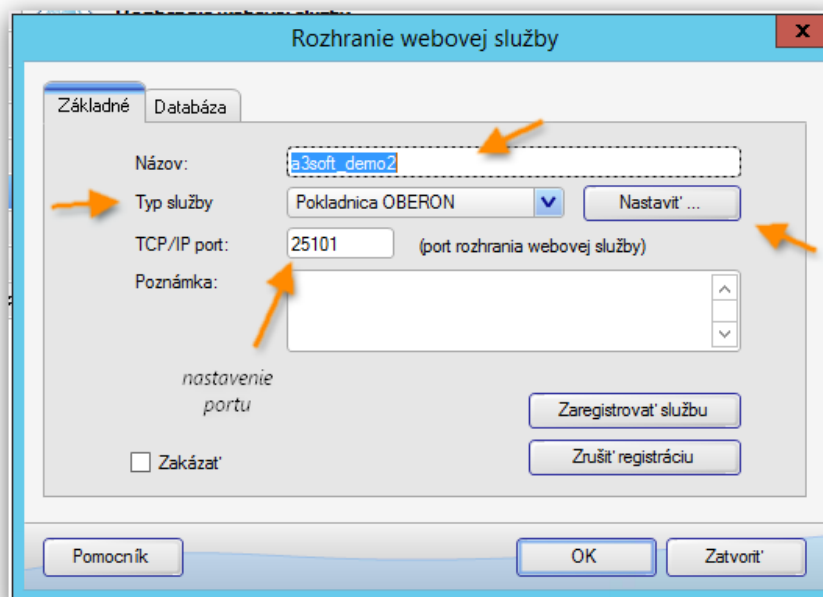 Rozhranie webovej služby
x
Základné Databáza
Názov: a3soft_demo2
Typ služby Pokladnica OBERON Nastaviť ...
TCP/IP port: 25101 (port rozhrania webovej služby)
Poznámka:
nastavenie
portu
Zaregistrovať službu
Zakázať
Zrušiť registráciu
Pomocník OK Zatvoriť